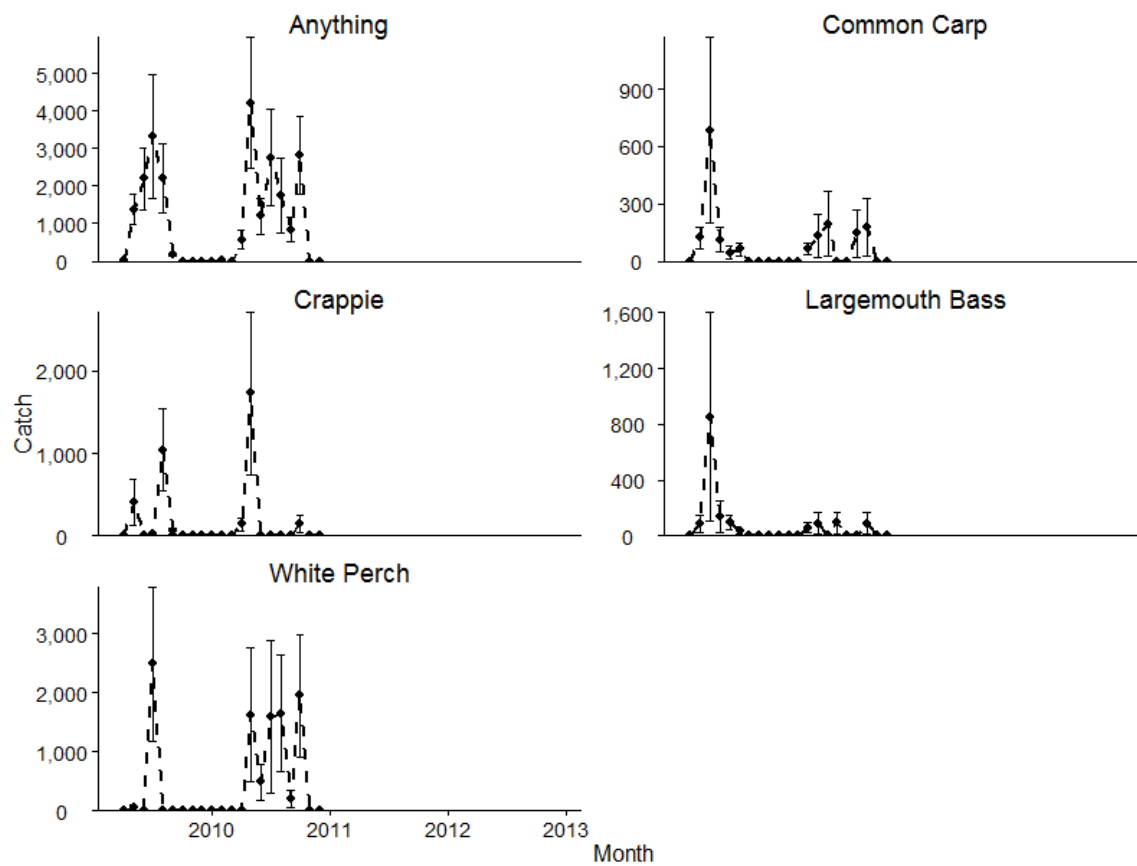 Anything
Common Carp
5,000
4,000
3,000
2,000
1,000
0
900
600
300
0
Crappie
Largemouth Bass
2,000
1,000
0
1,600
1,200
800
400
0
Catch
White Perch
3,000
2,000
1,000
0
2010 2011 2012 2013
Month